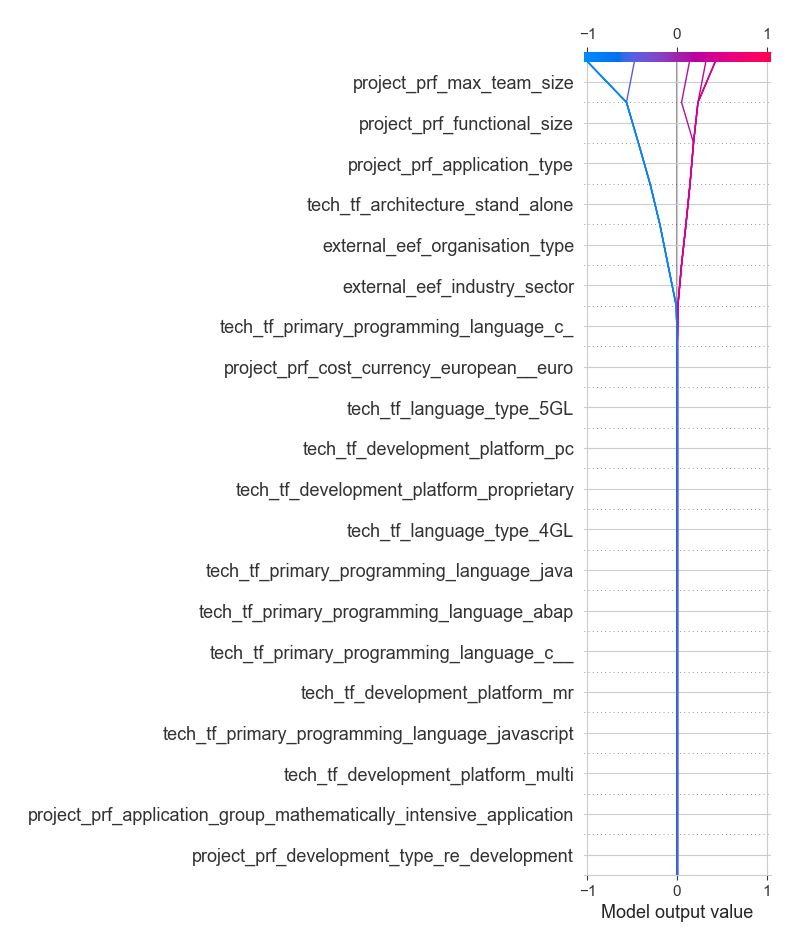 −1 0 1
project_prf_max_team_size
project_prf_functional_size
project_prf_application_type
tech_tf_architecture_stand_alone
external_eef_organisation_type
external_eef_industry_sector
tech_tf_primary_programming_language_c_
project_prf_cost_currency_european__euro
tech_tf_language_type_5GL
tech_tf_development_platform_pc
tech_tf_development_platform_proprietary
tech_tf_language_type_4GL
tech_tf_primary_programming_language_java
tech_tf_primary_programming_language_abap
tech_tf_primary_programming_language_c__
tech_tf_development_platform_mr
tech_tf_primary_programming_language_javascript
tech_tf_development_platform_multi
project_prf_application_group_mathematically_intensive_application
project_prf_development_type_re_development
−1 0 1
Model output value